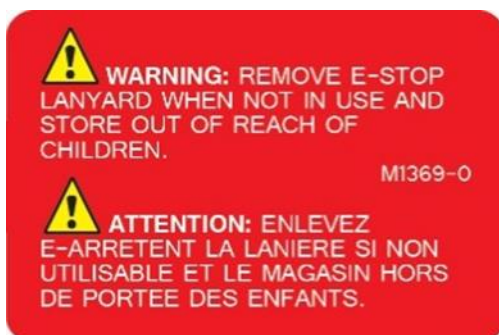 WARNING: REMOVE E-STOP
LANYARD WHEN NOT IN USE AND
STORE OUT OF REACH OF
CHILDREN.
M1369-0
ATTENTION: ENLEVEZ
E-ARRETENT LA LANIERE SI NON
UTILISABLE ET LE MAGASIN HORS
DE PORTEE DES ENFANTS.